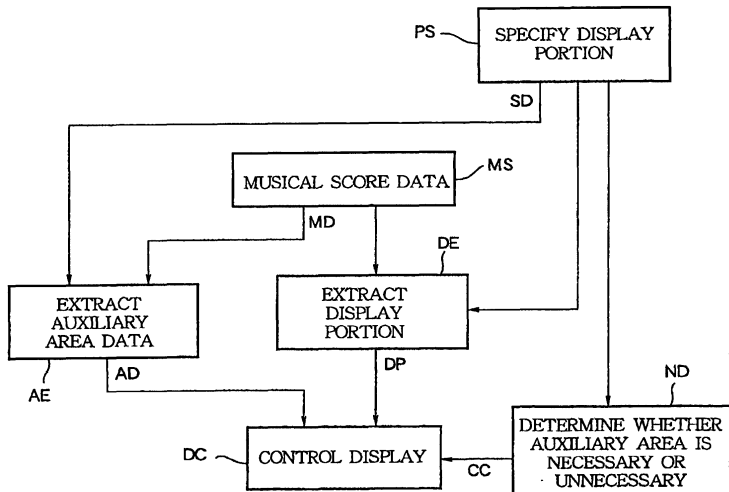 PS
SPECIFY DISPLAY
PORTION
SD
MUSICAL SCORE DATA
MS
MD
DE
EXTRACT
AUXILIARY
AREA DATA
EXTRACT
DISPLAY
PORTION
AE
AD
DP
ND
DC
CONTROL DISPLAY
CC
DETERMINE WHETHER
AUXILIARY AREA IS
NECESSARY OR
UNNECESSARY